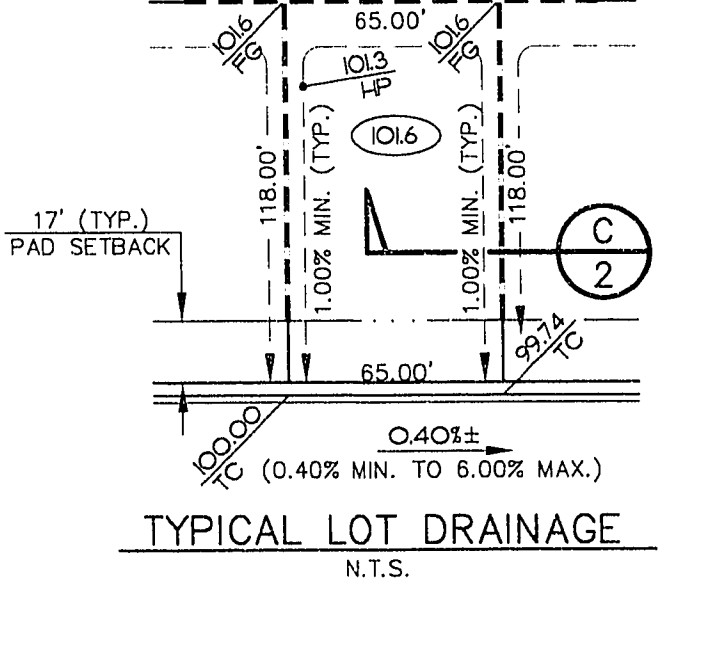 65.00'
101.6
FG
101.6
FG
101.3
HP
101.6
118.00'
1.00% MIN. (TYP.)
1.00% MIN. (TYP.)
118.00'
17' (TYP.)
PAD SETBACK
C
2
99.74
TC
65.00'
100.00
TC
0.40%±
(0.40% MIN. TO 6.00% MAX.)
TYPICAL LOT DRAINAGE
N.T.S.